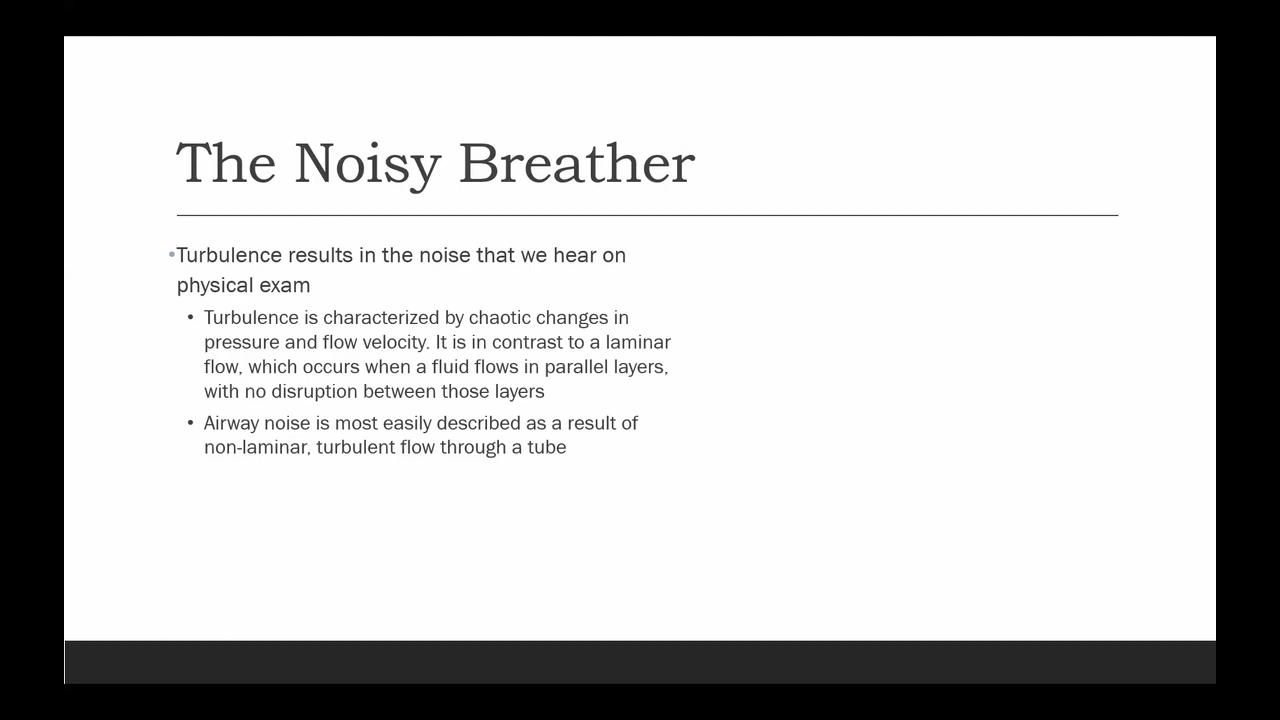 The Noisy Breather
•Turbulence results in the noise that we hear on
physical exam
• Turbulence is characterized by chaotic changes in
pressure and flow velocity. It is in contrast to a laminar
flow, which occurs when a fluid flows in parallel layers,
with no disruption between those layers
• Airway noise is most easily described as a result of
non-laminar, turbulent flow through a tube